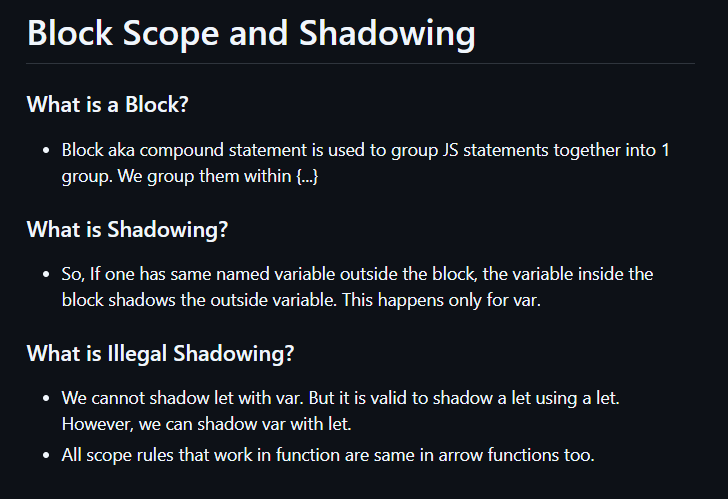 Block Scope and Shadowing
What is a Block?
• Block aka compound statement is used to group JS statements together into 1
group. We group them within {...}
What is Shadowing?
• So, If one has same named variable outside the block, the variable inside the
block shadows the outside variable. This happens only for var.
What is Illegal Shadowing?
• We cannot shadow let with var. But it is valid to shadow a let using a let.
However, we can shadow var with let.
• All scope rules that work in function are same in arrow functions too.